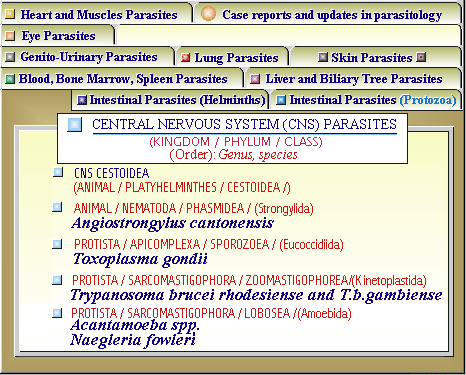 Heart and Muscles Parasites
Case reports and updates in parasitology
Eye Parasites
Genito-Urinary Parasites
Lung Parasites
Skin Parasites
Blood, Bone Marrow, Spleen Parasites
Liver and Biliary Tree Parasites
Intestinal Parasites (Helminths)
Intestinal Parasites (Protozoa)
CENTRAL NERVOUS SYSTEM (CNS) PARASITES
(KINGDOM / PHYLUM / CLASS)
(Order): Genus, species
CNS CESTOIDEA
(ANIMAL / PLATYHELMINTHES / CESTOIDEA /)
ANIMAL / NEMATODA / PHASMIDEA / (Strongylida)
Angiostrongylus cantonensis
PROTISTA / APICOMPLEXA / SPOROZOEA / (Eucoccidiida)
Toxoplasma gondii
PROTISTA / SARCOMASTIGOPHORA / ZOOMASTIGOPHOREA/(Kinetoplastida)
Trypanosoma brucei rhodesiense and T.b.gambiense
PROTISTA / SARCOMASTIGOPHORA / LOBOSEA /(Amoebida)
Acantamoeba spp.
Naegleria fowleri